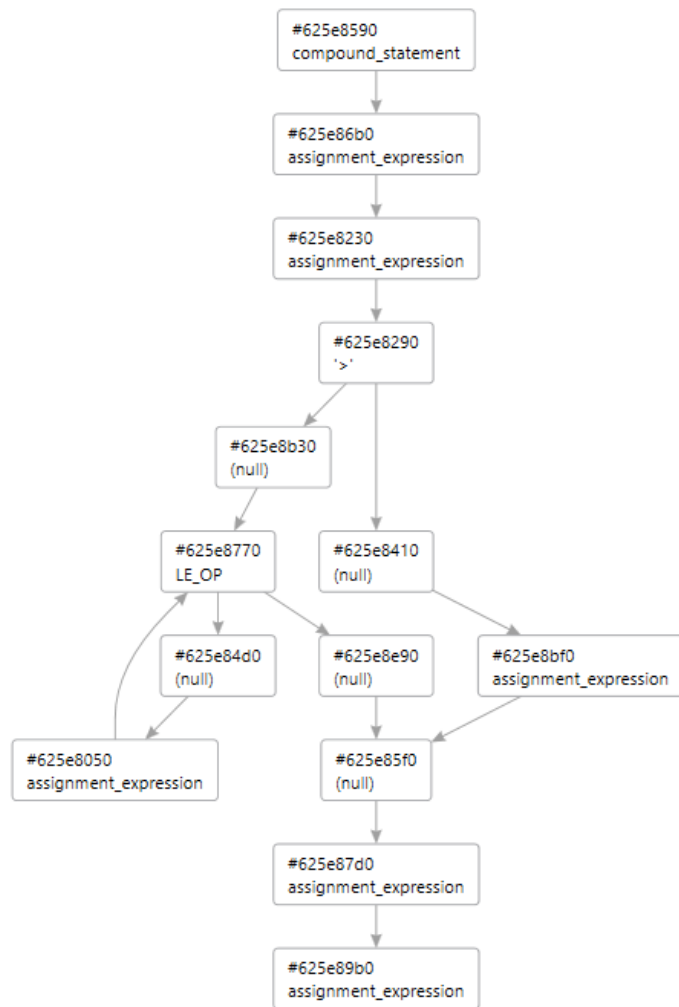 #625e8590
compound_statement
#625e86b0
assignment_expression
#625e8230
assignment_expression
#625e8290
'>'
#625e8b30
(null)
#625e8770
LE_OP
#625e8410
(null)
#625e84d0
(null)
#625e8e90
(null)
#625e8bf0
assignment_expression
#625e8050
assignment_expression
#625e85f0
(null)
#625e87d0
assignment_expression
#625e89b0
assignment_expression